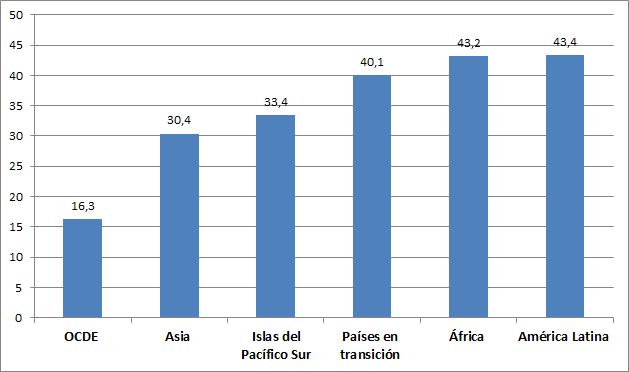 50
45
40
35
30
25
20
15
10
5
0
16,3
30,4
33,4
40,1
43,2
43,4
OCDE
Asia
Islas del
Pacífico Sur
Países en
transición
África
América Latina